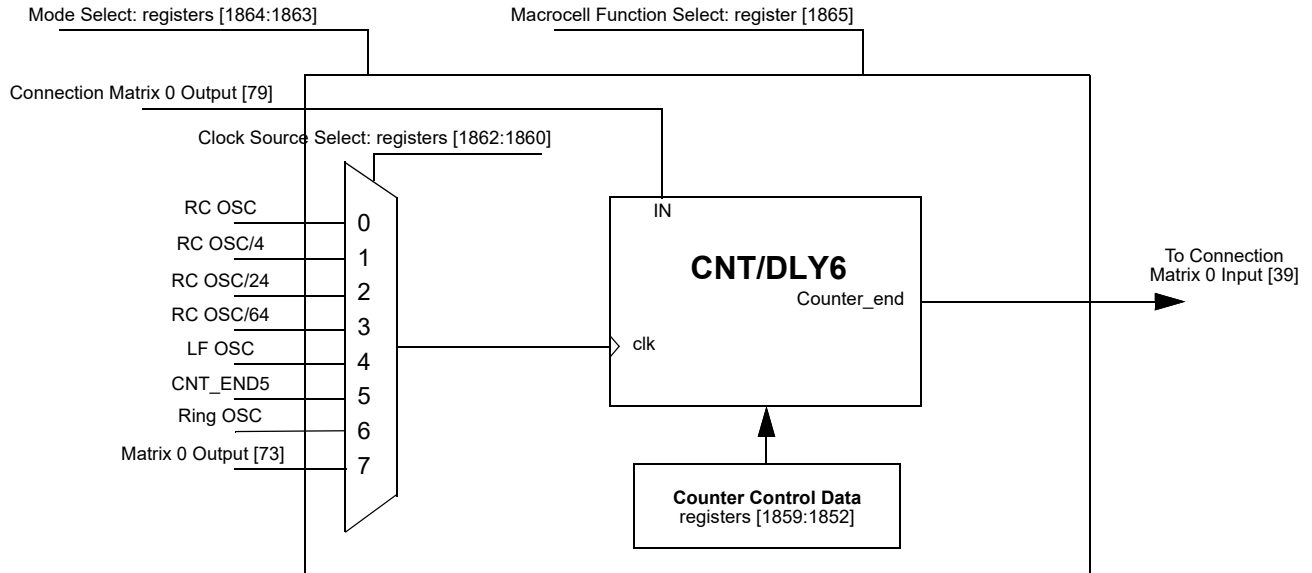 Mode Select: registers [1864:1863]
Macrocell Function Select: register [1865]
Connection Matrix 0 Output [79]
Clock Source Select: registers [1862:1860]
RC OSC
0
RC OSC/4
1
RC OSC/24
2
RC OSC/64
3
LF OSC
4
CNT_END5
5
Ring OSC
6
Matrix 0 Output [73]
7
IN
CNT/DLY6
Counter_end
clk
To Connection
Matrix 0 Input [39]
Counter Control Data
registers [1859:1852]